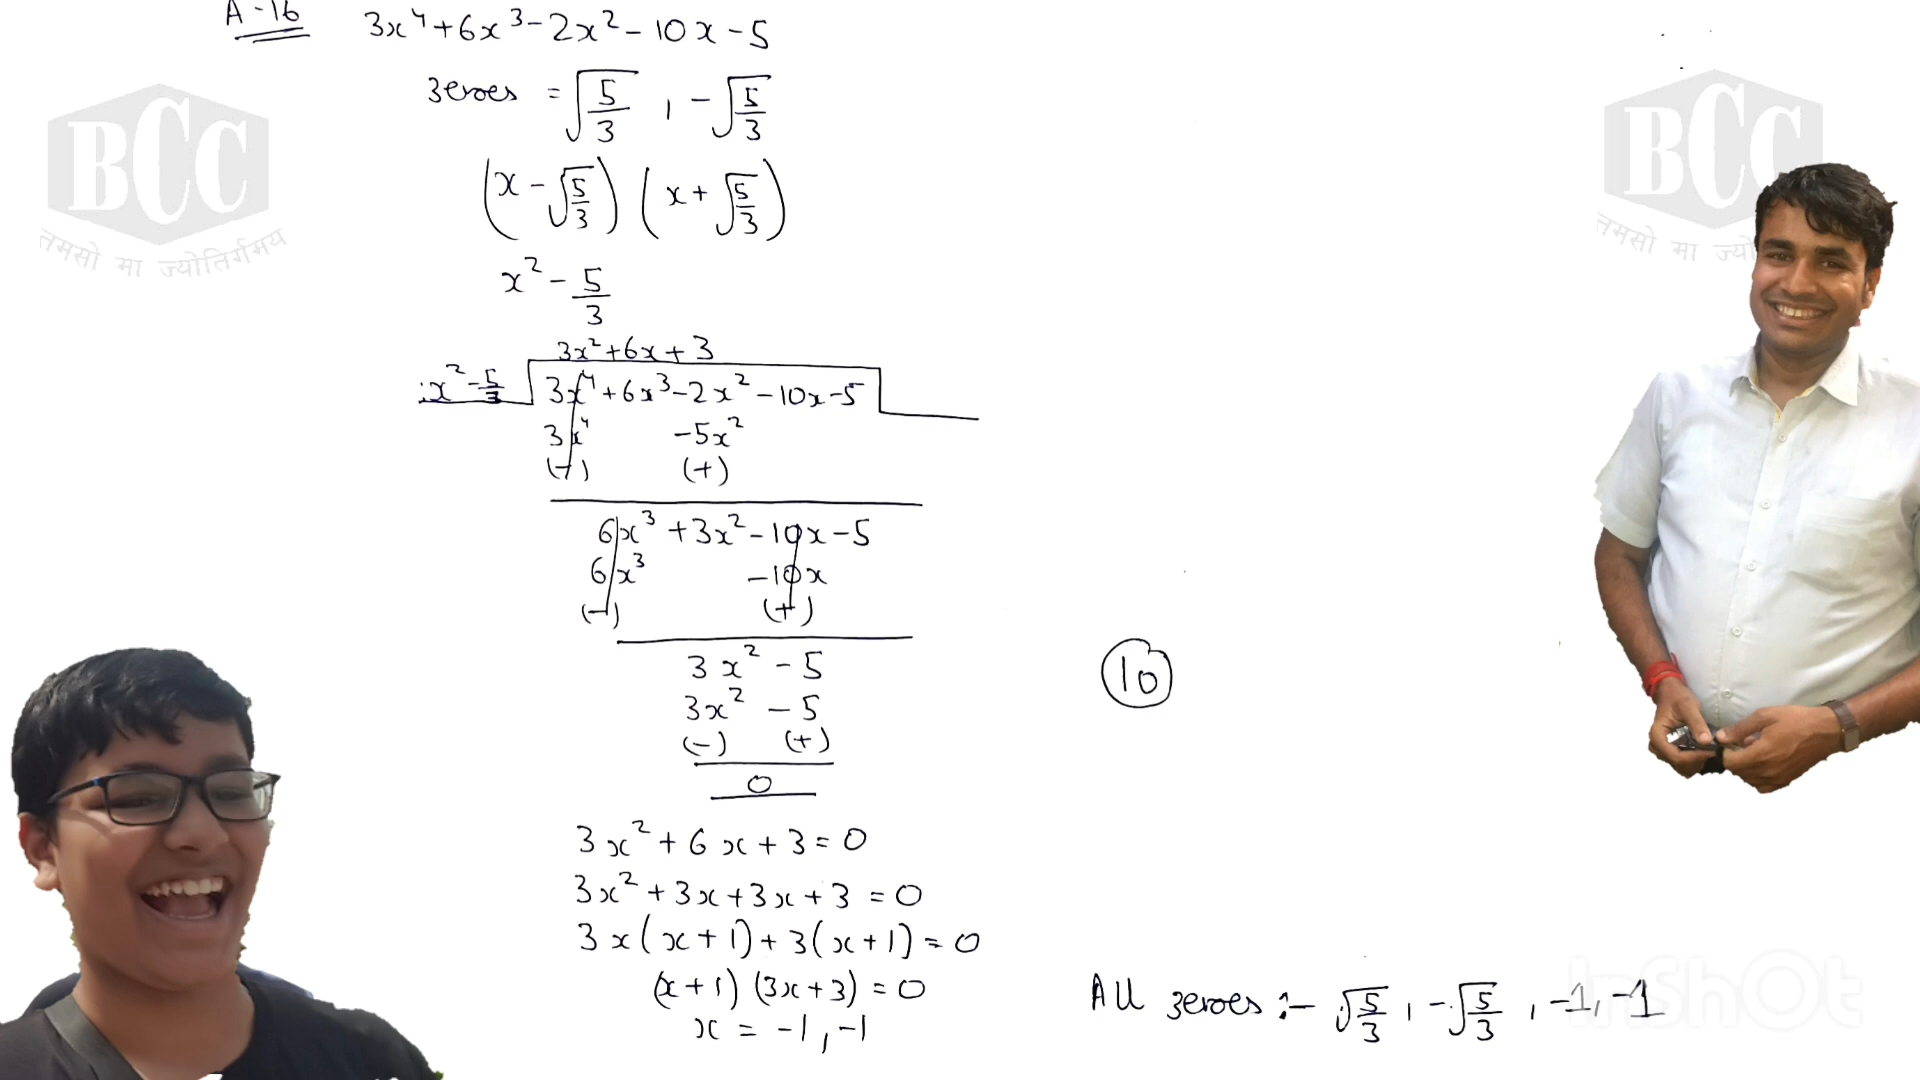 A-16 3x⁴+6x³-2x²-10x-5
BCC
तमसो मा ज्योतिर्गमय
zeroes = √(5/3) , -√(5/3)
(x - √(5/3)) (x + √(5/3))
x² - 5/3
3x²+6x+3
x²-5/3 3x⁴+6x³-2x²-10x-5
3x⁴ -5x²
(-) (+)
6x³+3x²-10x-5
6x³ -10x
(-) (+)
3x²-5
3x² -5
(-) (+)
0
3x²+6x+3=0
3x²+3x+3x+3=0
3x(x+1)+3(x+1)=0
(x+1)(3x+3)=0
x = -1, -1
BCC
तमसो मा ज्यो
10
All zeroes :- √(5/3) , -√(5/3) , -1, -1
InShOt